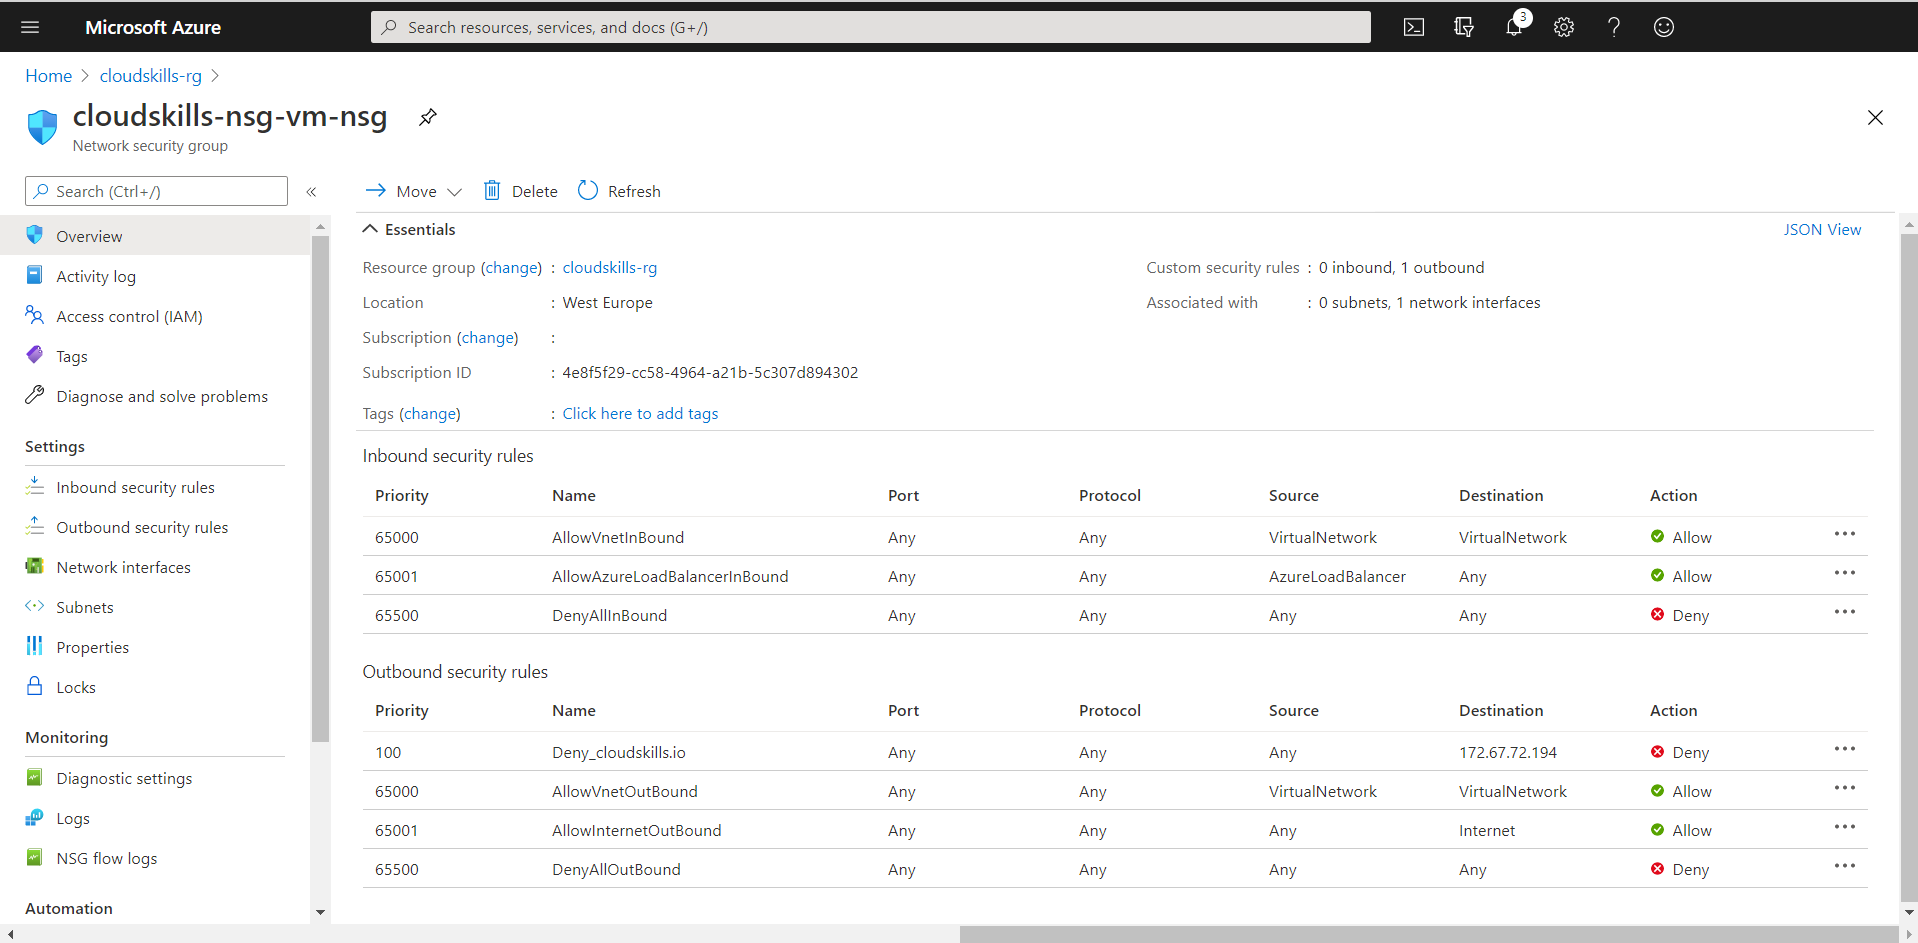 Microsoft Azure
Search resources, services, and docs (G+/)
3
Home > cloudskills-rg >
cloudskills-nsg-vm-nsg
Network security group
Search (Ctrl+/)
«
Move
Delete
Refresh
Overview
Activity log
Access control (IAM)
Tags
Diagnose and solve problems
Settings
Inbound security rules
Outbound security rules
Network interfaces
Subnets
Properties
Locks
Monitoring
Diagnostic settings
Logs
NSG flow logs
Automation
Essentials
JSON View
Resource group (change) : cloudskills-rg
Location : West Europe
Subscription (change) :
Subscription ID : 4e8f5f29-cc58-4964-a21b-5c307d894302
Tags (change) : Click here to add tags
Custom security rules : 0 inbound, 1 outbound
Associated with : 0 subnets, 1 network interfaces
Inbound security rules
Priority Name Port Protocol Source Destination Action
65000 AllowVnetInBound Any Any VirtualNetwork VirtualNetwork Allow
65001 AllowAzureLoadBalancerInBound Any Any AzureLoadBalancer Any Allow
65500 DenyAllInBound Any Any Any Any Deny
Outbound security rules
Priority Name Port Protocol Source Destination Action
100 Deny_cloudskills.io Any Any Any 172.67.72.194 Deny
65000 AllowVnetOutBound Any Any VirtualNetwork VirtualNetwork Allow
65001 AllowInternetOutBound Any Any Any Internet Allow
65500 DenyAllOutBound Any Any Any Any Deny